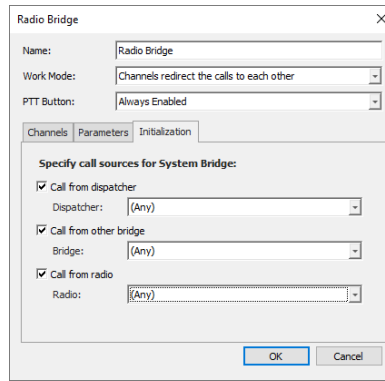 Radio Bridge
Name: Radio Bridge
Work Mode: Channels redirect the calls to each other
PTT Button: Always Enabled
Channels Parameters Initialization
Specify call sources for System Bridge:
Call from dispatcher
Dispatcher: (Any)
Call from other bridge
Bridge: (Any)
Call from radio
Radio: (Any)
OK Cancel